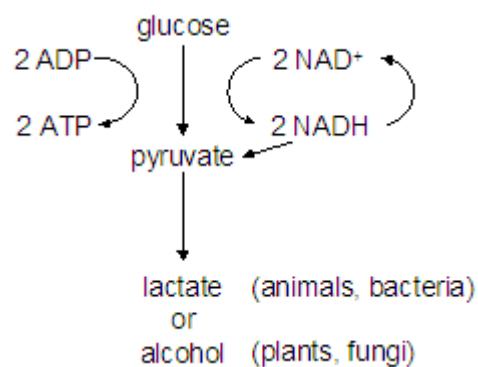 glucose
2 ADP
2 NAD⁺
2 ATP
2 NADH
pyruvate
lactate (animals, bacteria)
or
alcohol (plants, fungi)